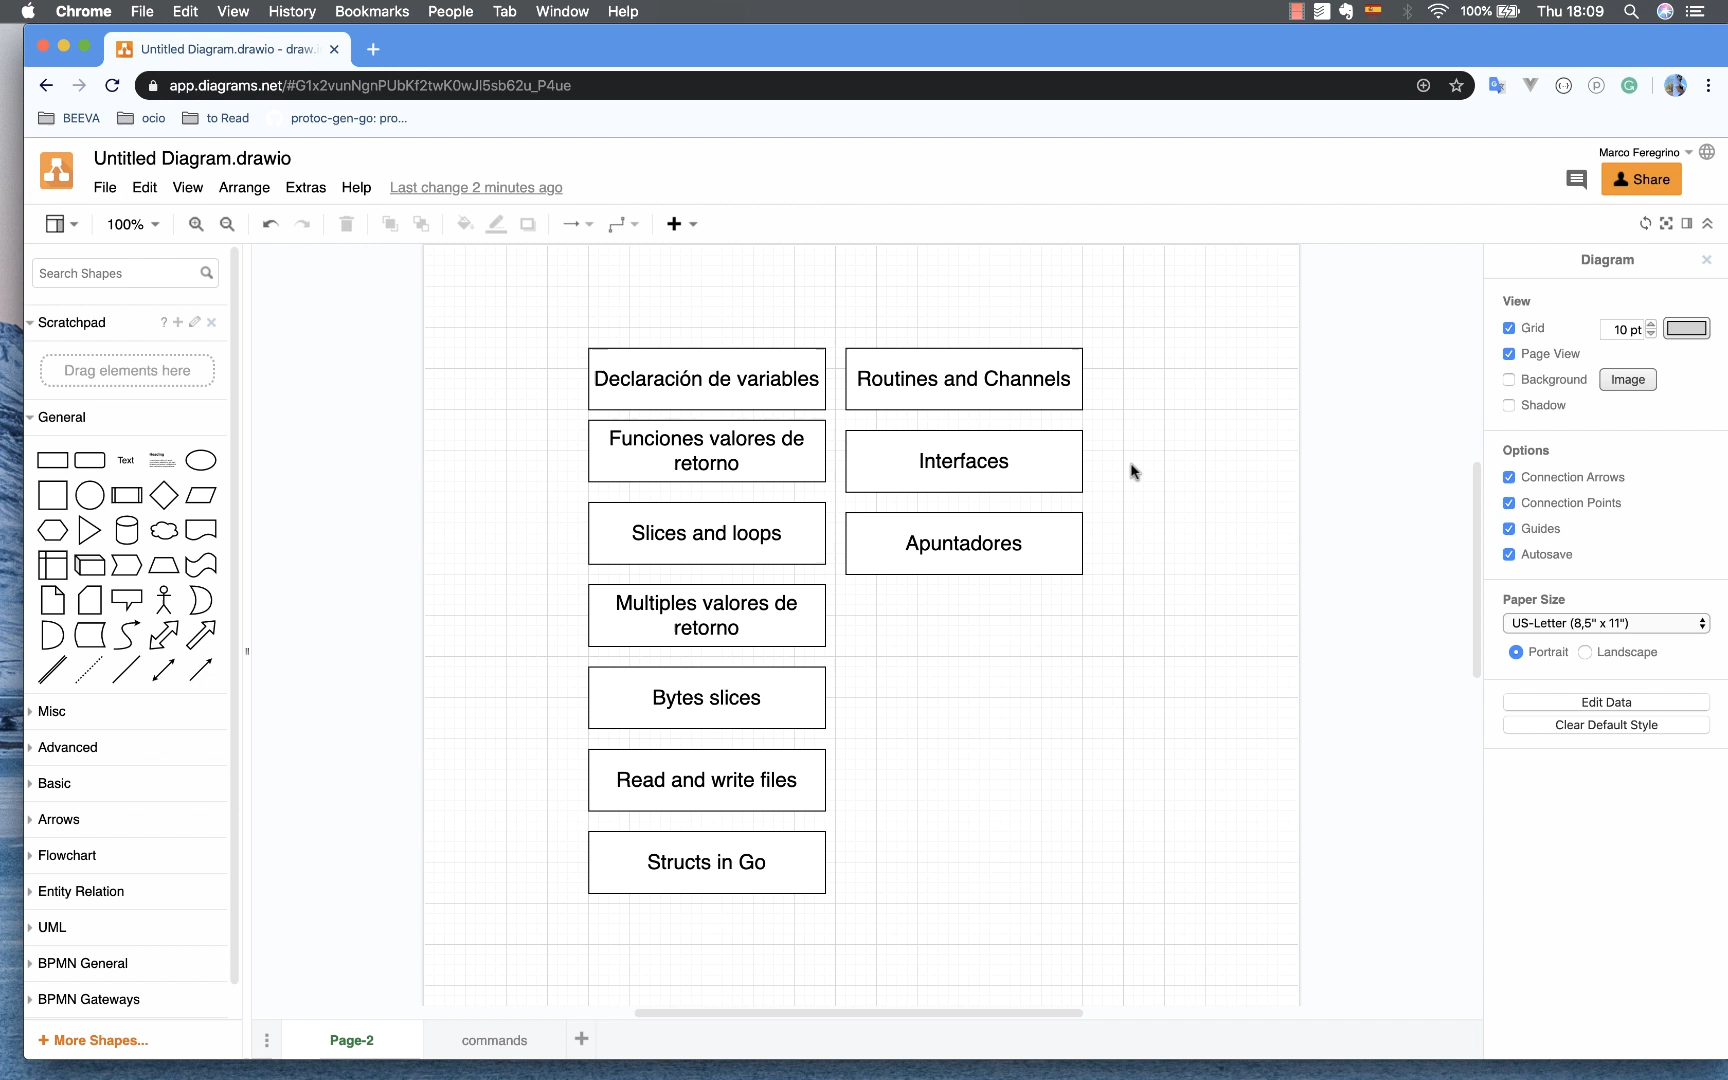 Chrome File Edit View History Bookmarks People Tab Window Help 100% Thu 18:09
Untitled Diagram.drawio - draw.i
app.diagrams.net/#G1x2vunNgnPUbKf2twK0wJI5sb62u_P4ue
BEEVA ocio to Read protoc-gen-go: pro...
Untitled Diagram.drawio
Marco Feregrino
File Edit View Arrange Extras Help Last change 2 minutes ago
Share
100%
Search Shapes
Scratchpad
Drag elements here
General
Text
Heading
Misc
Advanced
Basic
Arrows
Flowchart
Entity Relation
UML
BPMN General
BPMN Gateways
+ More Shapes...
Declaración de variables
Funciones valores de
retorno
Slices and loops
Multiples valores de
retorno
Bytes slices
Read and write files
Structs in Go
Routines and Channels
Interfaces
Apuntadores
Page-2 commands
Diagram
View
Grid 10 pt
Page View
Background Image
Shadow
Options
Connection Arrows
Connection Points
Guides
Autosave
Paper Size
US-Letter (8,5" x 11")
Portrait Landscape
Edit Data
Clear Default Style